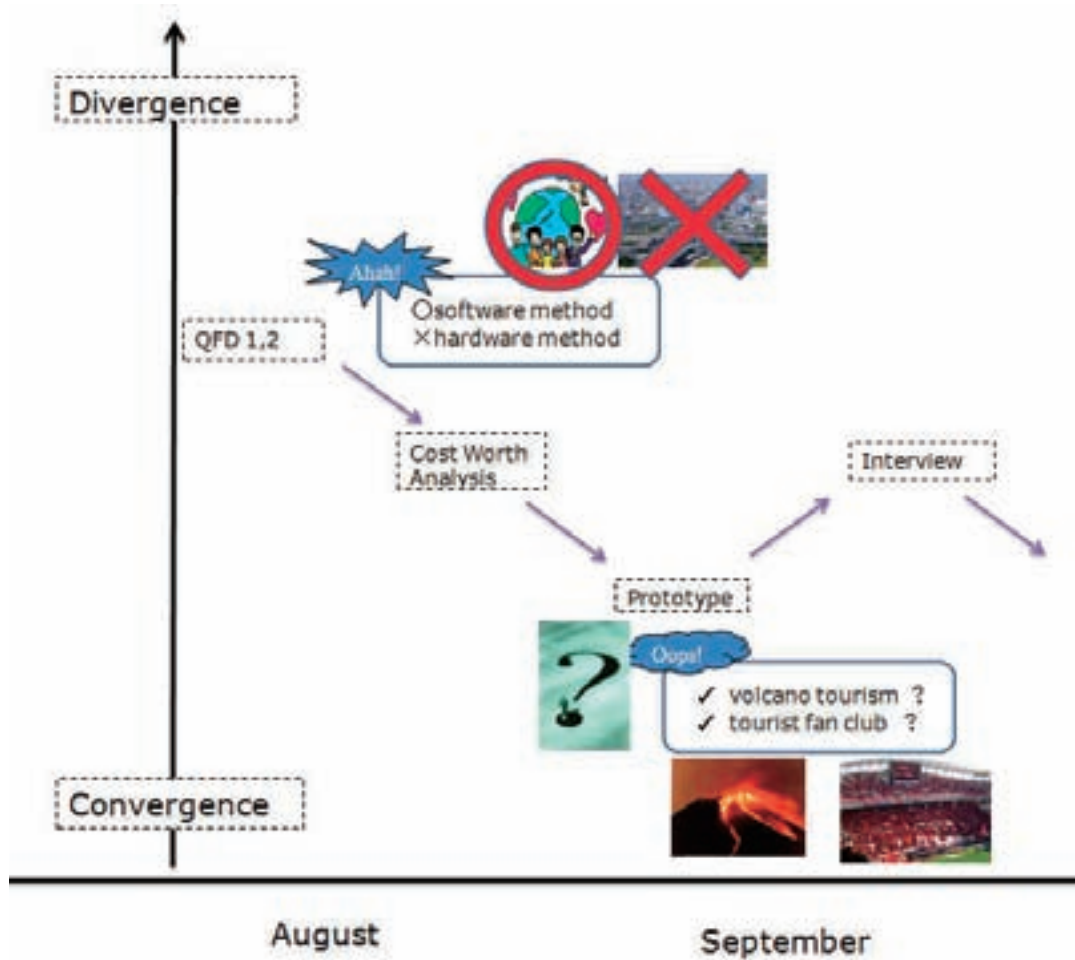 Divergence
Ahah!
○software method
×hardware method
QFD 1,2
Cost Worth
Analysis
Interview
Prototype
Oops!
✓ volcano tourism ?
✓ tourist fan club ?
Convergence
August
September